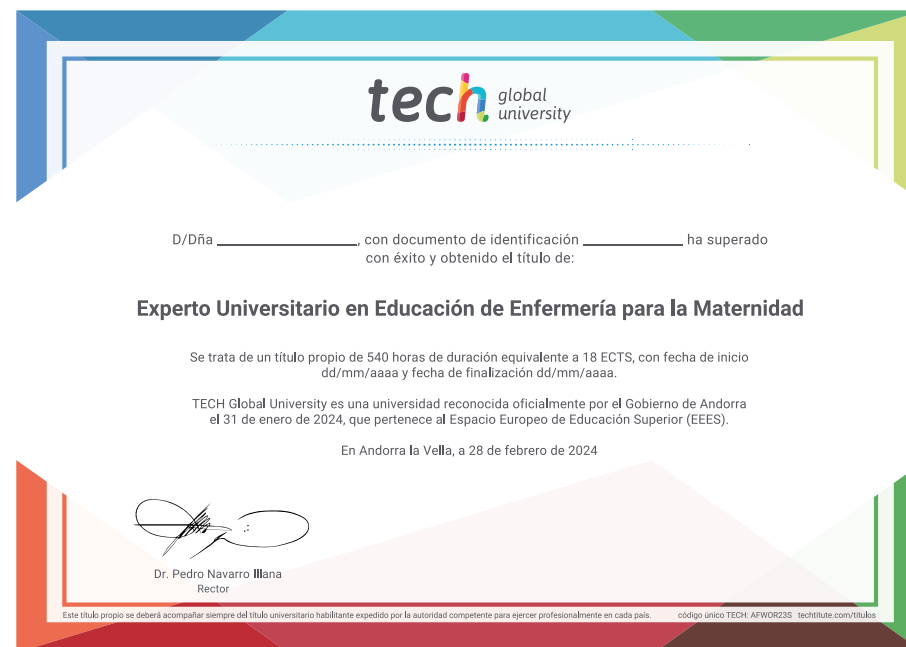 tech global university
D/Dña ____________, con documento de identificación ____________ ha superado
con éxito y obtenido el título de:
Experto Universitario en Educación de Enfermería para la Maternidad
Se trata de un título propio de 540 horas de duración equivalente a 18 ECTS, con fecha de inicio
dd/mm/aaaa y fecha de finalización dd/mm/aaaa.
TECH Global University es una universidad reconocida oficialmente por el Gobierno de Andorra
el 31 de enero de 2024, que pertenece al Espacio Europeo de Educación Superior (EEES).
En Andorra la Vella, a 28 de febrero de 2024
Dr. Pedro Navarro Illana
Rector
Este título propio se deberá acompañar siempre del título universitario habilitante expedido por la autoridad competente para ejercer profesionalmente en cada país. código único TECH: AFWOR23S techtitute.com/titulos